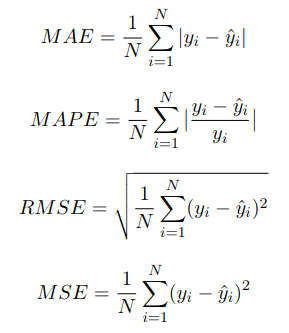 $MAE = \frac{1}{N} \sum_{i=1}^{N} |y_i - \hat{y}_i|$
$MAPE = \frac{1}{N} \sum_{i=1}^{N} |\frac{y_i - \hat{y}_i}{y_i}|$
$RMSE = \sqrt{\frac{1}{N} \sum_{i=1}^{N} (y_i - \hat{y}_i)^2}$
$MSE = \frac{1}{N} \sum_{i=1}^{N} (y_i - \hat{y}_i)^2$